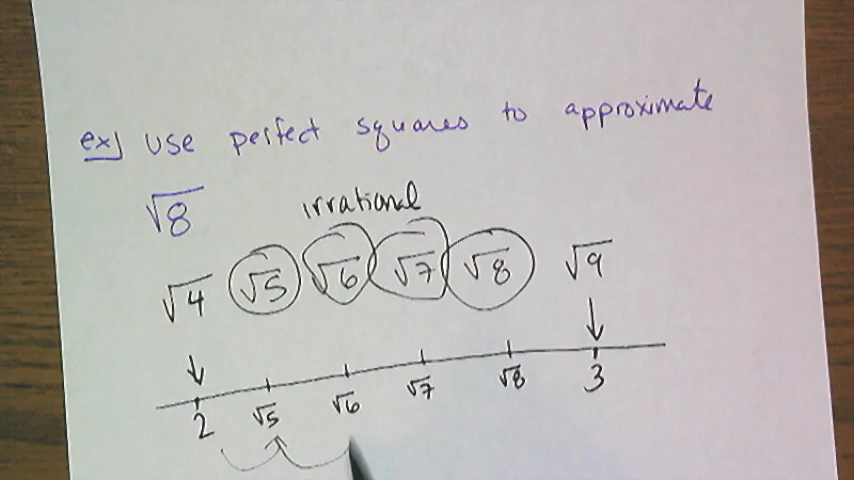 ex) use perfect squares to approximate
√8 irrational
√4 √5 √6 √7 √8 √9
2 √5 √6 √7 √8 3